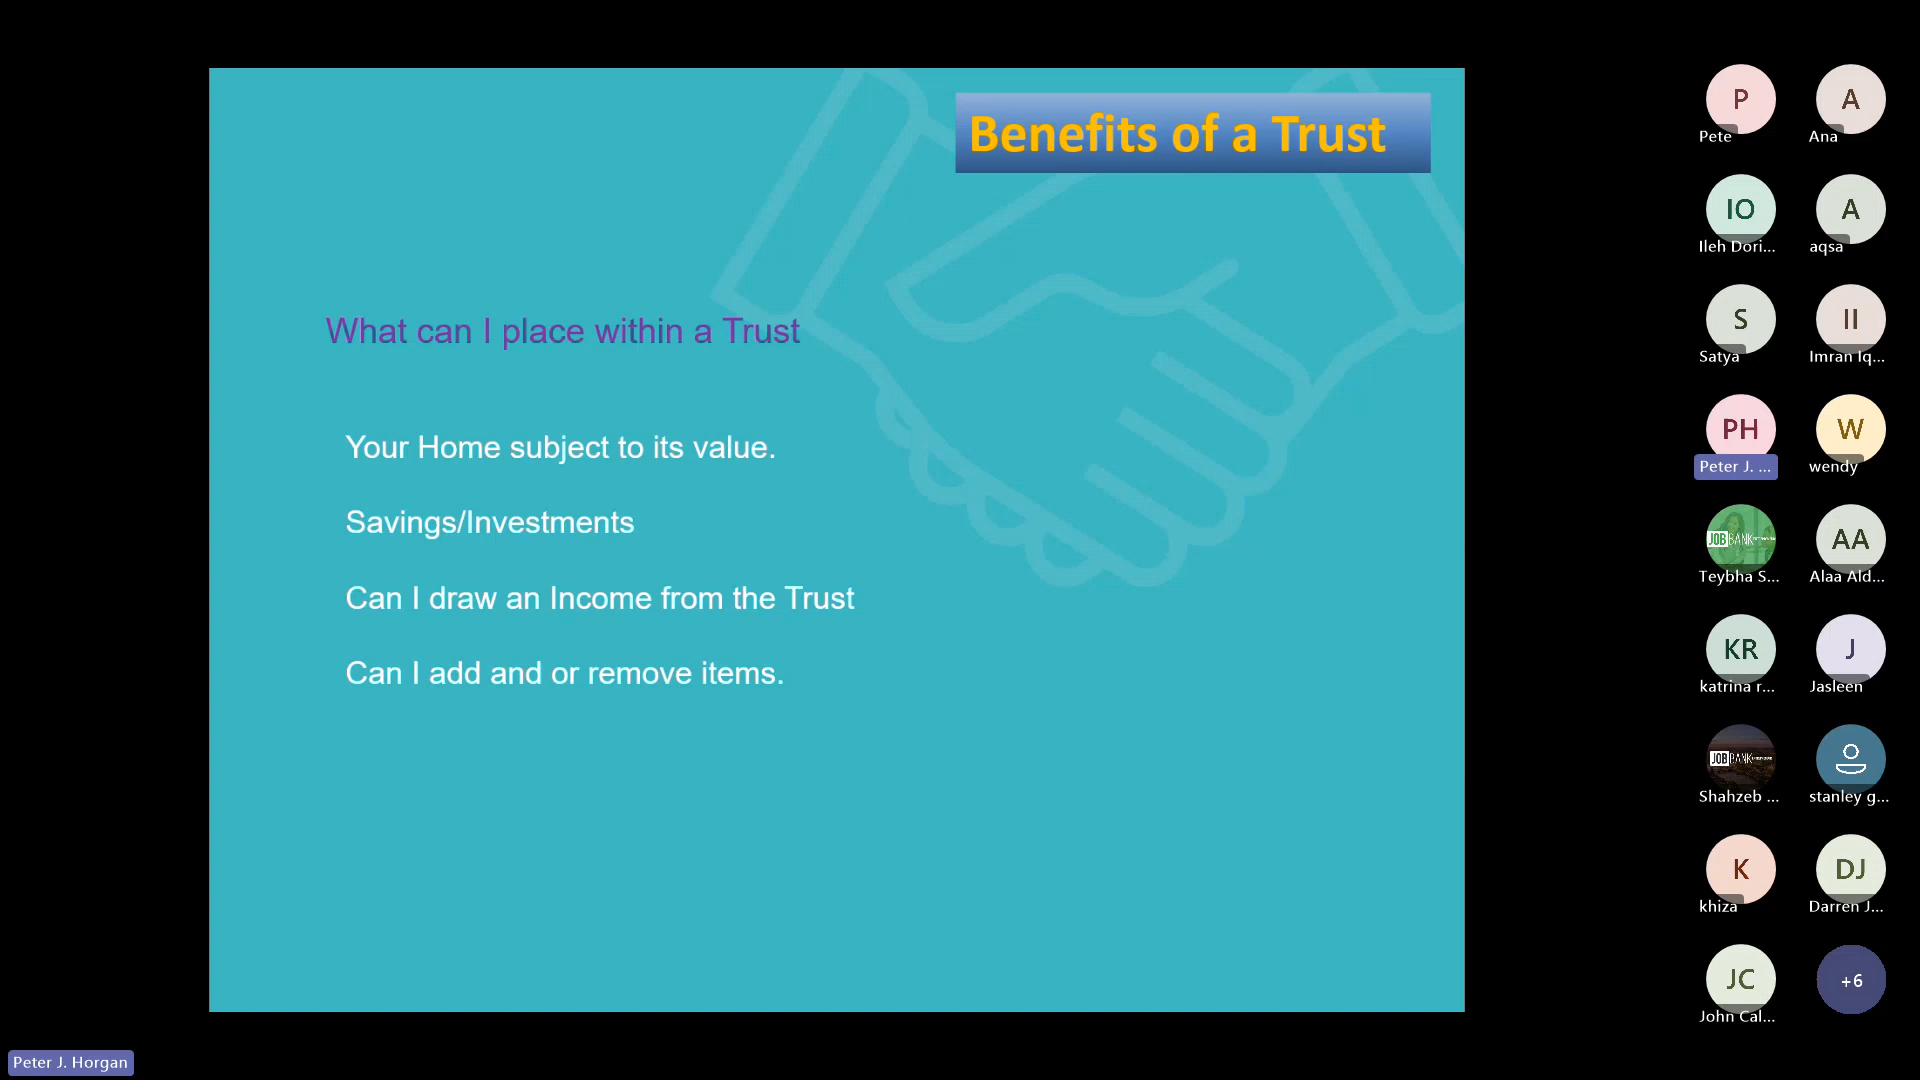 Benefits of a Trust
What can I place within a Trust
Your Home subject to its value.
Savings/Investments
Can I draw an Income from the Trust
Can I add and or remove items.
P
Pete
A
Ana
IO
Ileh Dori...
A
aqsa
S
Satya
II
Imran Iq...
PH
Peter J. ...
W
wendy
JOBBANK
Teybha S...
AA
Alaa Ald...
KR
katrina r...
J
Jasleen
JOBBANK
Shahzeb ...
stanley g...
K
khiza
DJ
Darren J...
JC
John Cal...
+6
Peter J. Horgan